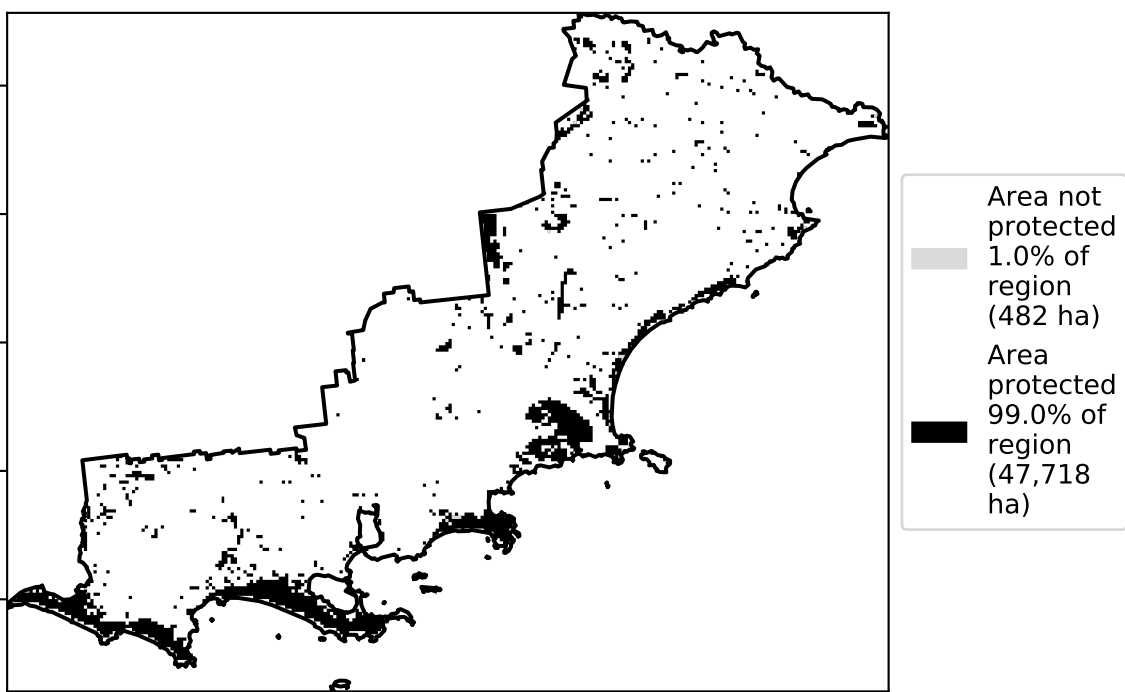 Area not
protected
1.0% of
region
(482 ha)
Area
protected
99.0% of
region
(47,718
ha)